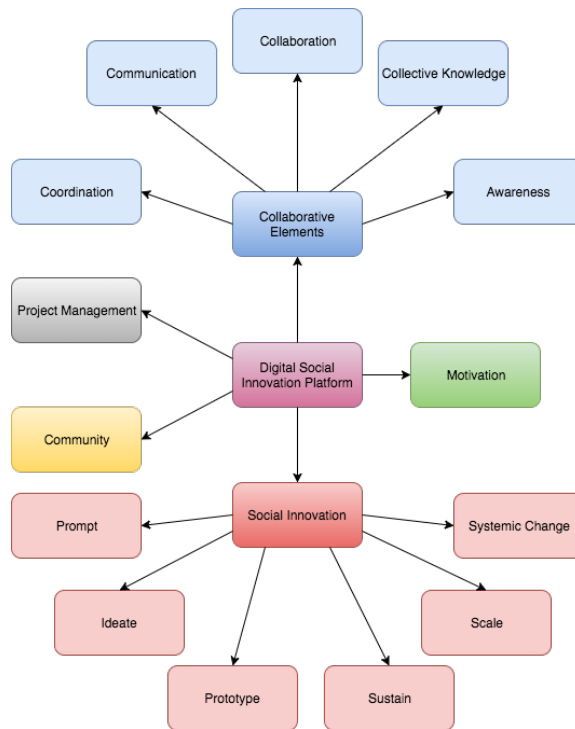 Collaboration
Communication
Collective Knowledge
Coordination
Awareness
Collaborative
Elements
Project Management
Digital Social
Innovation Platform
Motivation
Community
Social Innovation
Prompt
Systemic Change
Ideate
Scale
Prototype
Sustain